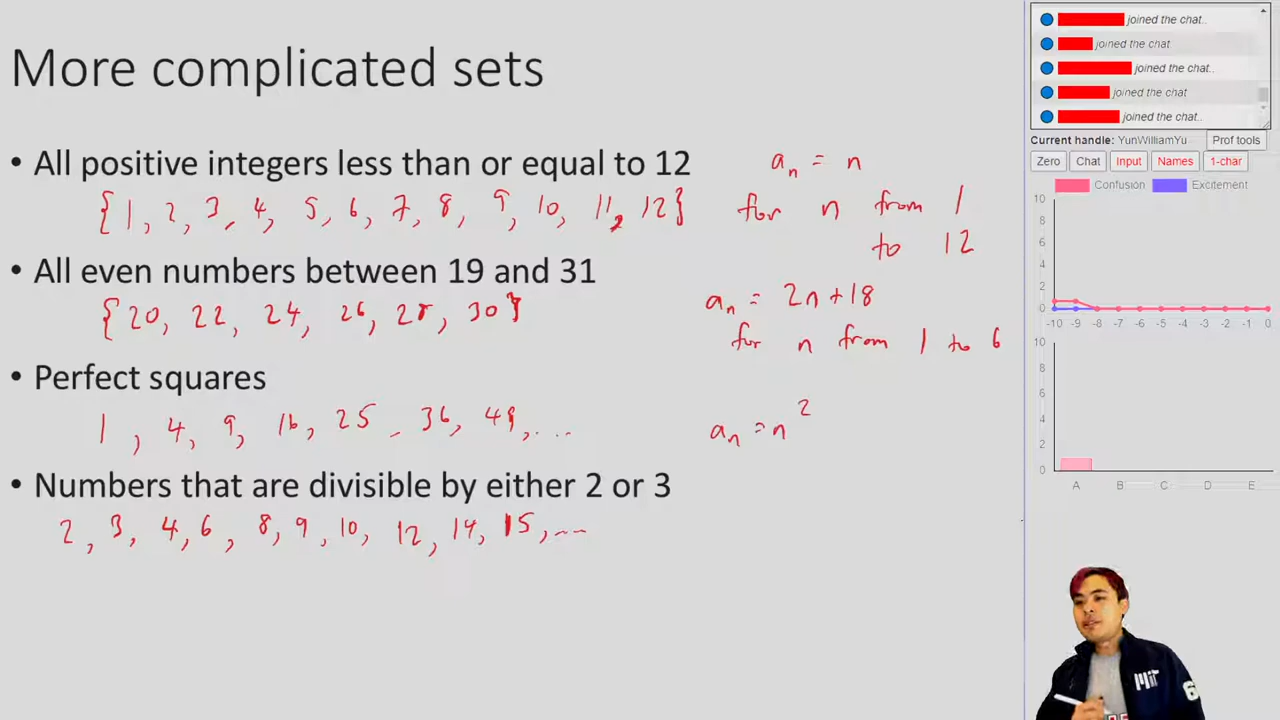 More complicated sets
• All positive integers less than or equal to 12
{1, 2, 3, 4, 5, 6, 7, 8, 9, 10, 11, 12}
a_n = n
for n from 1
to 12
• All even numbers between 19 and 31
{20, 22, 24, 26, 28, 30}
a_n = 2n+18
for n from 1 to 6
• Perfect squares
1, 4, 9, 16, 25, 36, 49, ...
a_n = n²
• Numbers that are divisible by either 2 or 3
2, 3, 4, 6, 8, 9, 10, 12, 14, 15, ...
joined the chat..
joined the chat
joined the chat..
joined the chat
joined the chat..
Current handle: YunWilliamYu Prof tools
Zero Chat Input Names 1-char
Confusion Excitement
10
8
6
4
2
0
-10 -9 -8 -7 -6 -5 -4 -3 -2 -1 0
10
8
6
4
2
0
A B C D E
MIT
6